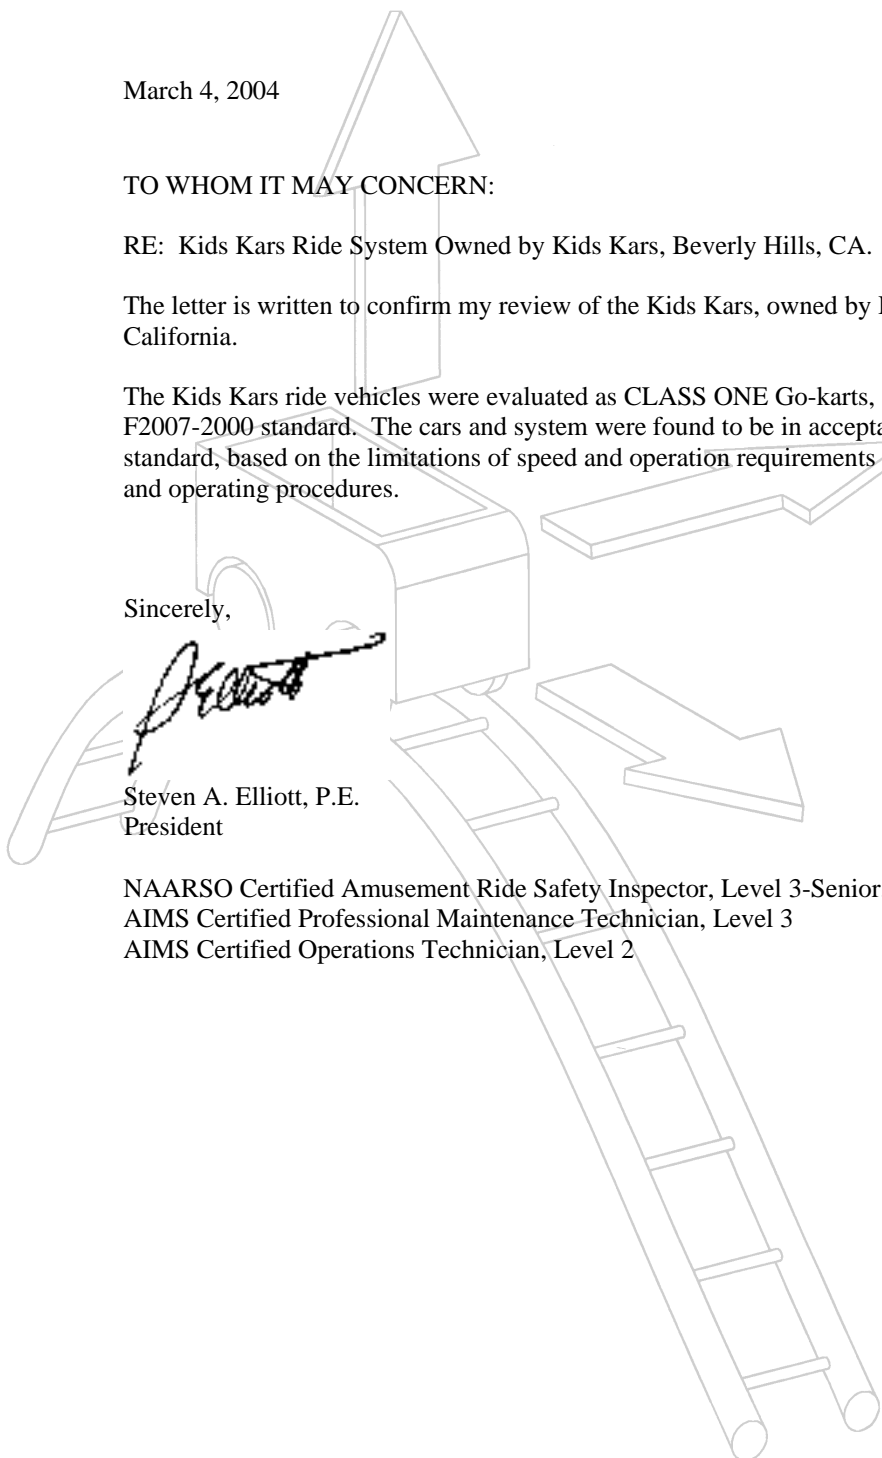 March 4, 2004
TO WHOM IT MAY CONCERN:
RE: Kids Kars Ride System Owned by Kids Kars, Beverly Hills, CA.
The letter is written to confirm my review of the Kids Kars, owned by
California.
The Kids Kars ride vehicles were evaluated as CLASS ONE Go-karts,
F2007-2000 standard. The cars and system were found to be in
standard, based on the limitations of speed and operation requirements
and operating procedures.
Sincerely,
Elliott
Steven A. Elliott, P.E.
President
NAARSO Certified Amusement Ride Safety Inspector, Level 3-Senior
AIMS Certified Professional Maintenance Technician, Level 3
AIMS Certified Operations Technician, Level 2